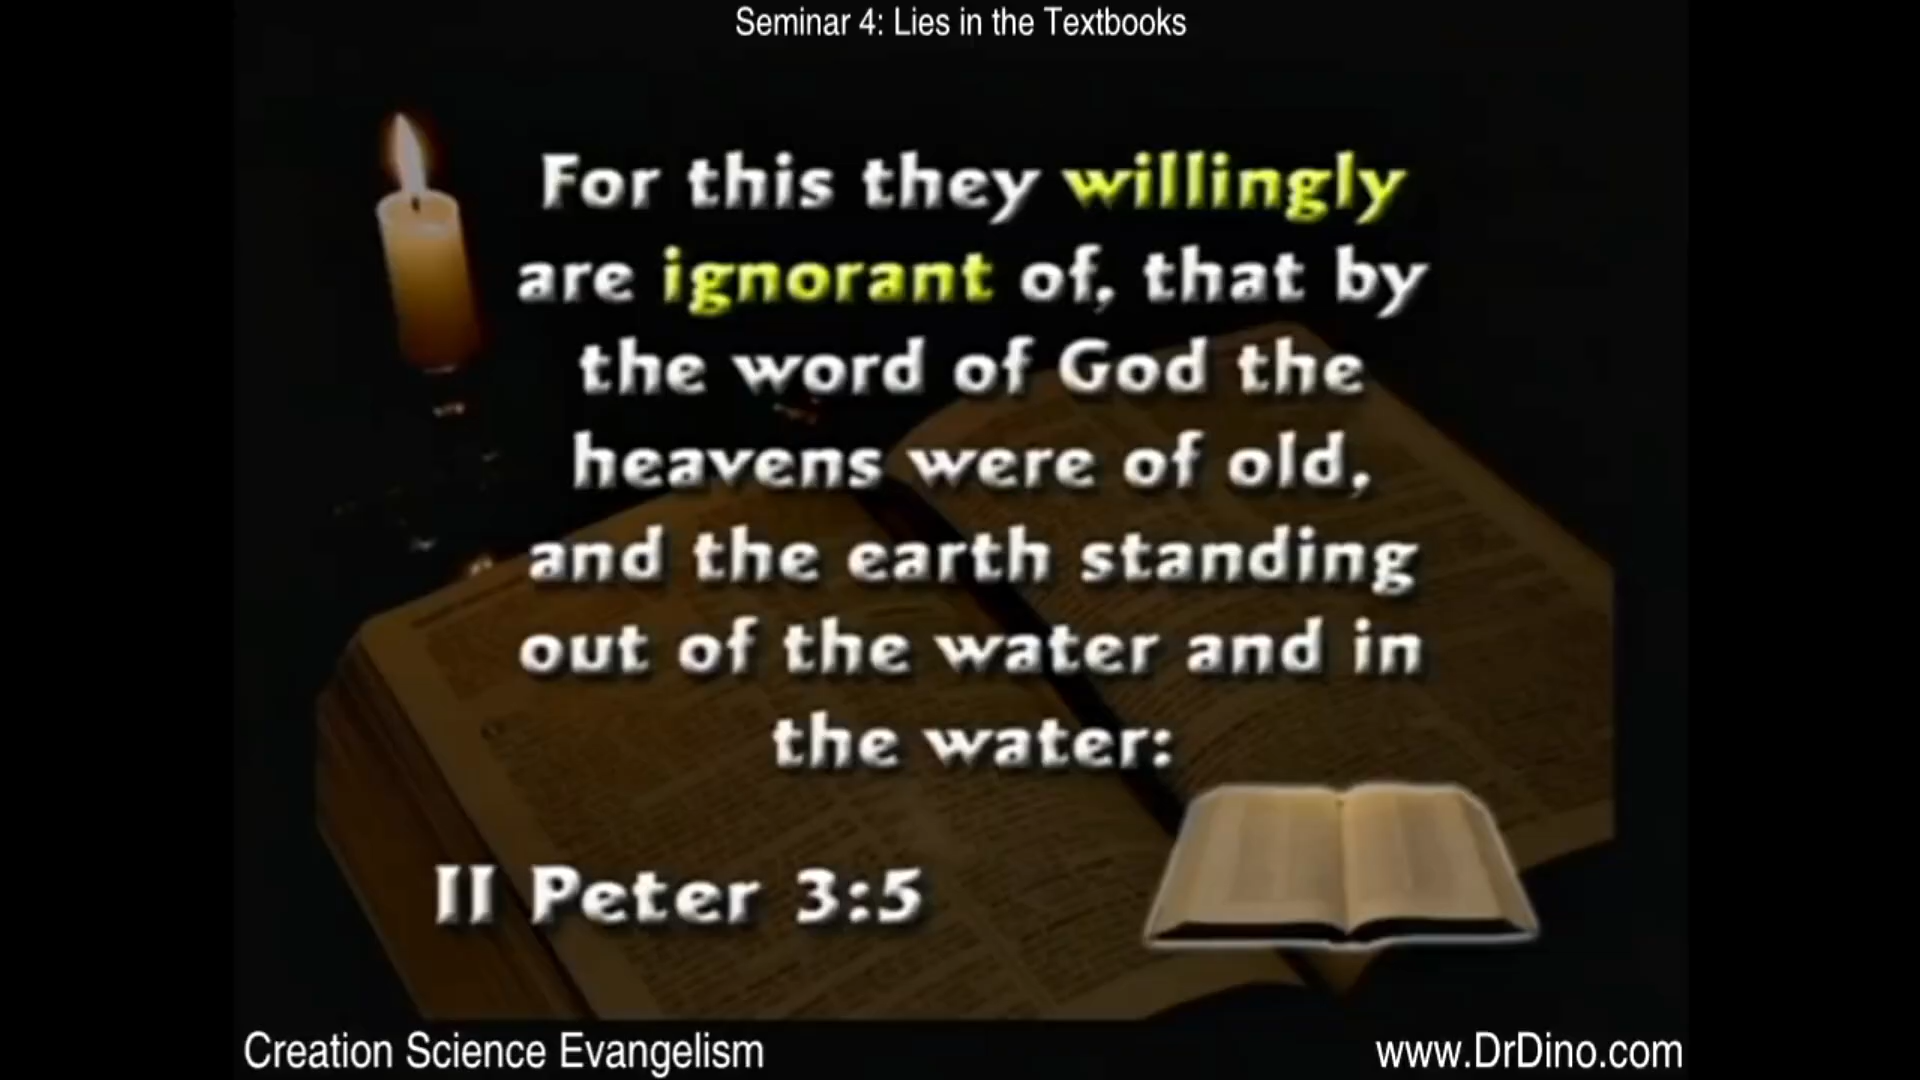 Seminar 4: Lies in the Textbooks
For this they willingly
are ignorant of, that by
the word of God the
heavens were of old,
and the earth standing
out of the water and in
the water:
II Peter 3:5
Creation Science Evangelism
www.DrDino.com